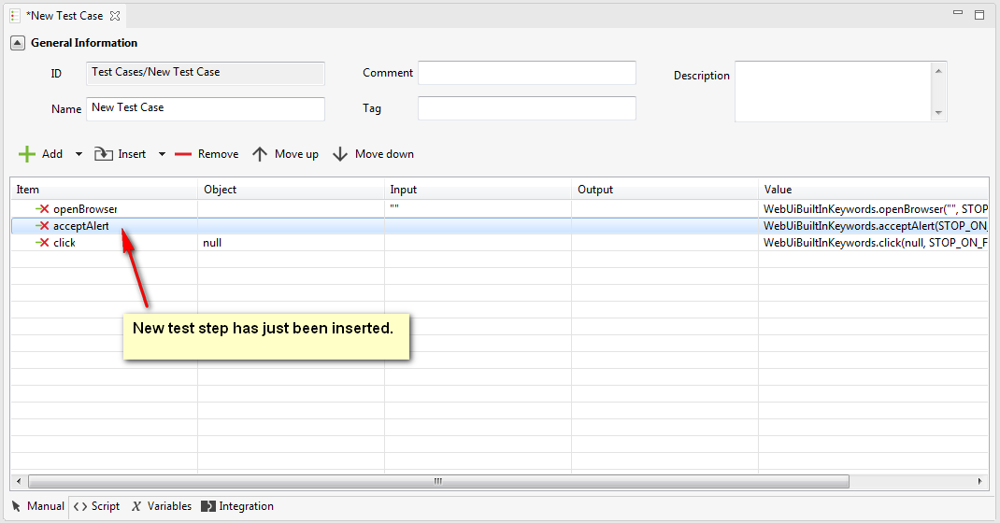 *New Test Case
General Information
ID Test Cases/New Test Case Comment Description
Name New Test Case Tag
Add Insert Remove Move up Move down
Item Object Input Output Value
openBrowser "" WebUiBuiltInKeywords.openBrowser("", STOP
acceptAlert WebUiBuiltInKeywords.acceptAlert(STOP_ON_
click null WebUiBuiltInKeywords.click(null, STOP_ON_F
New test step has just been inserted.
Manual Script Variables Integration